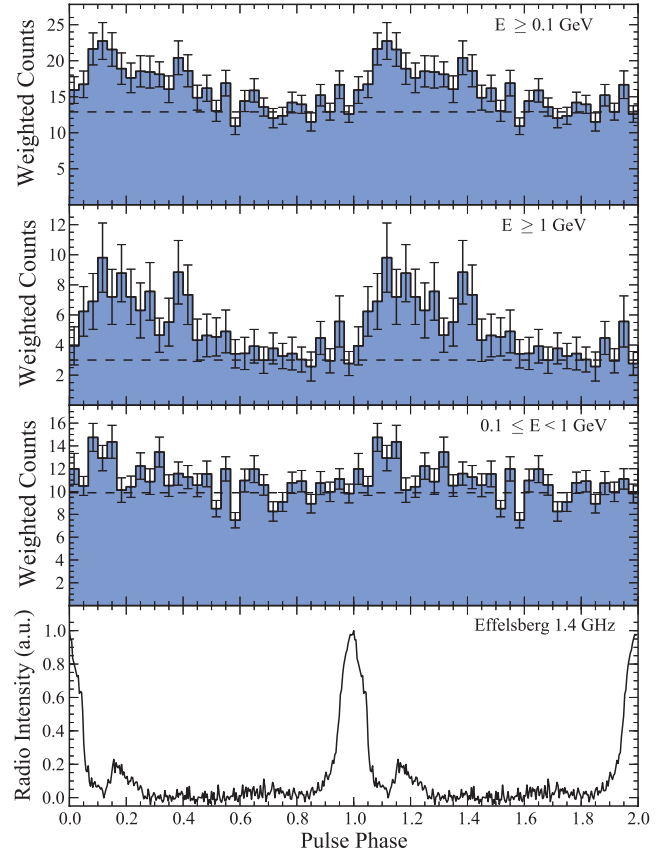 E ≥ 0.1 GeV
Weighted Counts
25
20
15
10
5
E ≥ 1 GeV
Weighted Counts
12
10
8
6
4
2
0.1 ≤ E < 1 GeV
Weighted Counts
16
14
12
10
8
6
4
2
Effelsberg 1.4 GHz
Radio Intensity (a.u.)
1.0
0.8
0.6
0.4
0.2
0.0
0.0 0.2 0.4 0.6 0.8 1.0 1.2 1.4 1.6 1.8 2.0
Pulse Phase